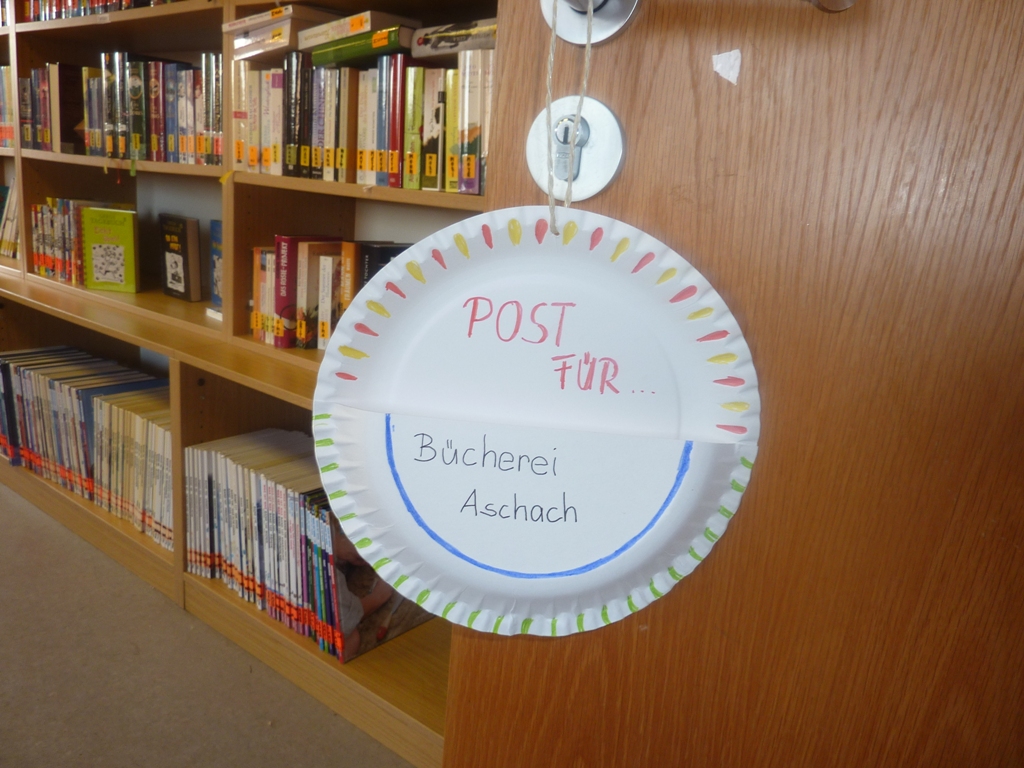 POST
FÜR...
Bücherei
Aschach